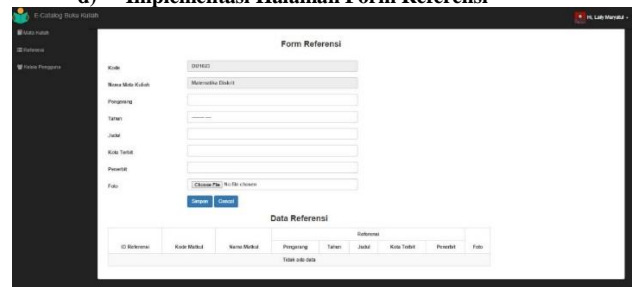 d) Implementasi Halaman Form Referensi
E-Catalog Buku Kuliah
Hi, Laily Maryatul
Mata Kuliah
Referensi
Form Referensi
Kode
Nama Mata Kuliah Matematika Diskrit
Pengarang
Tahun
Judul
Kota Terbit
Penerbit
Foto Choose File No file chosen
Simpan Cancel
Data Referensi
Referensi
ID Referensi Kode Matkul Nama Matkul Pengarang Tahun Judul Kota Terbit Penerbit Foto
Tidak ada data